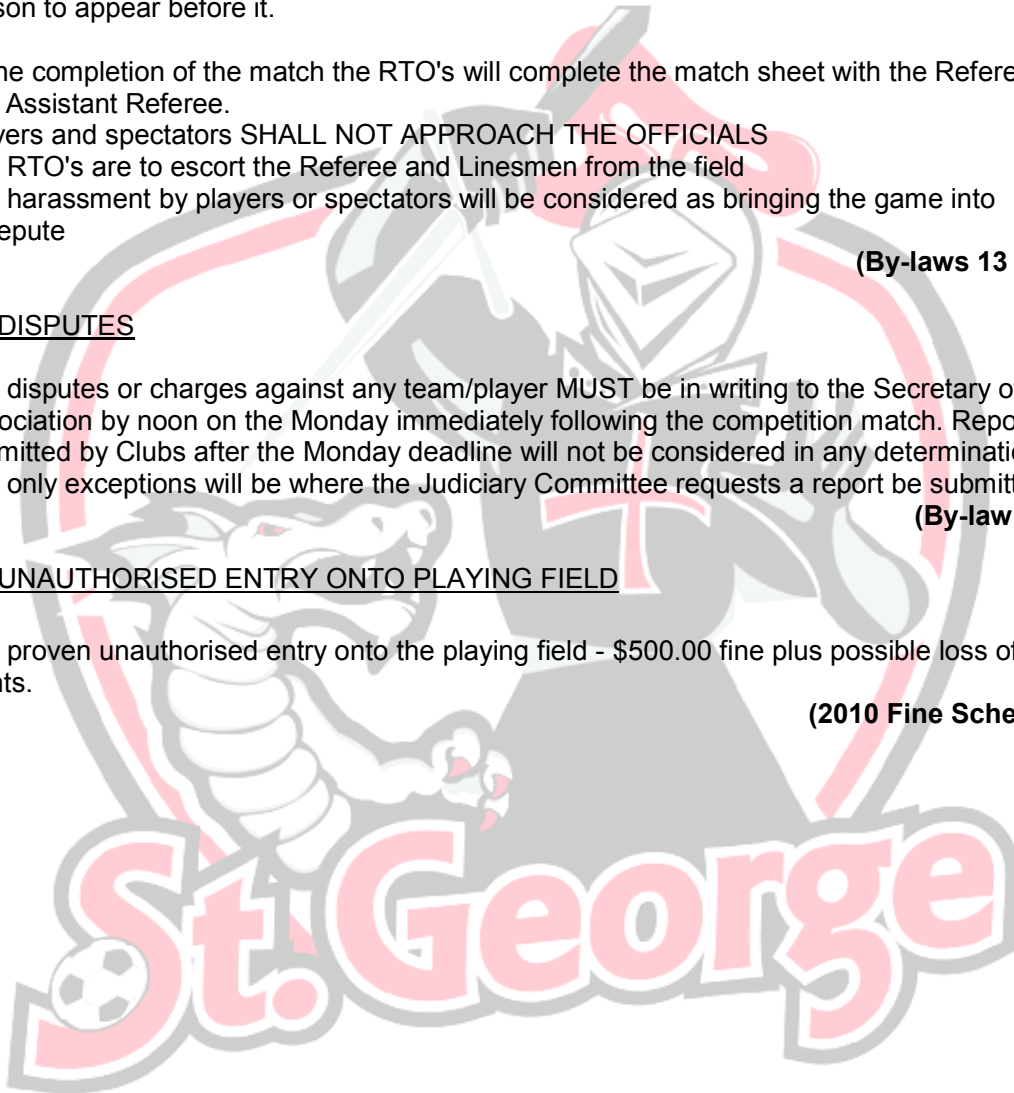 son to appear before it.
he completion of the match the RTO's will complete the match sheet with the Refere
Assistant Referee.
yers and spectators SHALL NOT APPROACH THE OFFICIALS
RTO's are to escort the Referee and Linesmen from the field
harassment by players or spectators will be considered as bringing the game into
epute
(By-laws 13
DISPUTES
disputes or charges against any team/player MUST be in writing to the Secretary o
ociation by noon on the Monday immediately following the competition match. Repo
mitted by Clubs after the Monday deadline will not be considered in any determinati
only exceptions will be where the Judiciary Committee requests a report be submitt
(By-law
UNAUTHORISED ENTRY ONTO PLAYING FIELD
proven unauthorised entry onto the playing field - $500.00 fine plus possible loss of
nts.
(2010 Fine Sche
St.George